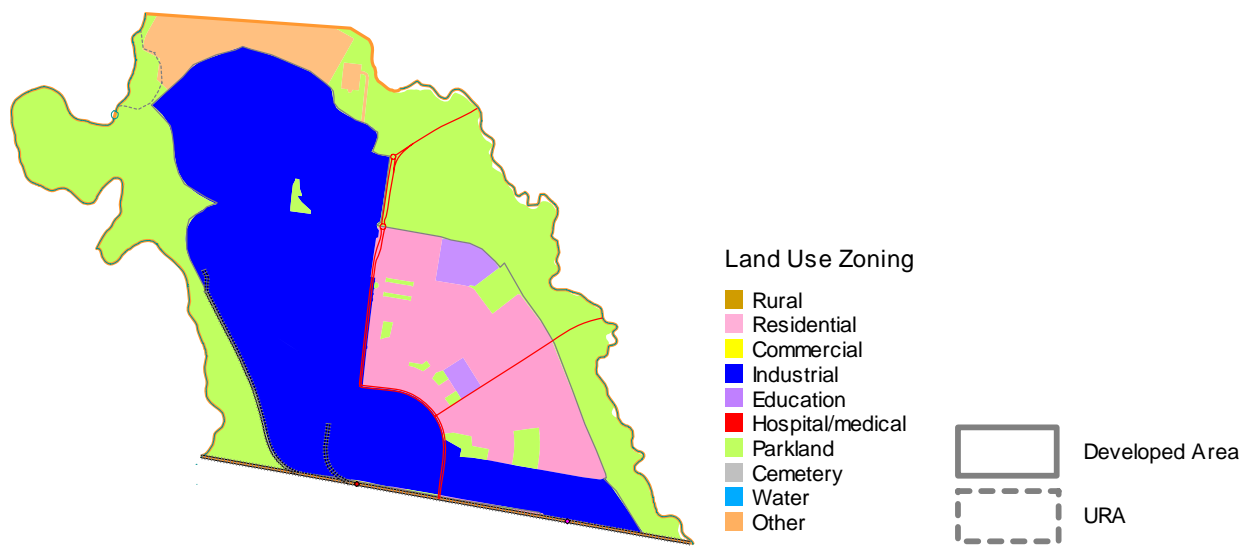 Land Use Zoning
Rural
Residential
Commercial
Industrial
Education
Hospital/medical
Parkland
Cemetery
Water
Other
Developed Area
URA